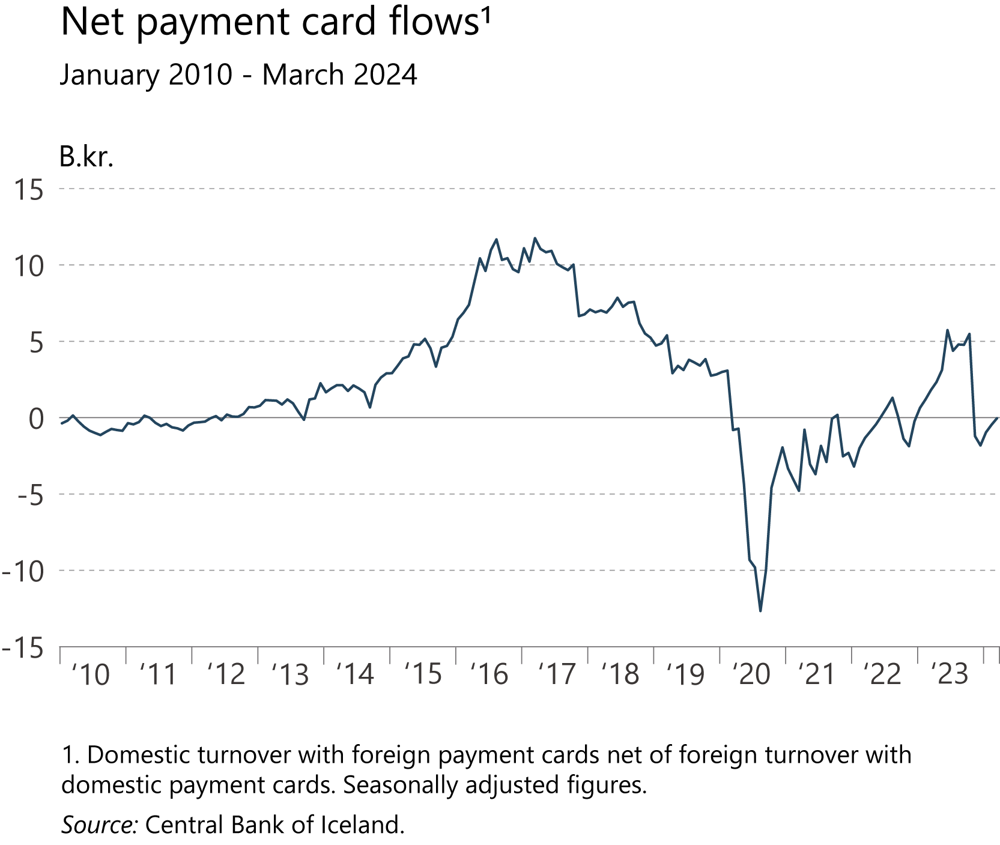 Net payment card flows¹
January 2010 - March 2024
B.kr.
15
10
5
0
-5
-10
-15
‘10 ‘11 ‘12 ‘13 ‘14 ‘15 ‘16 ‘17 ‘18 ‘19 ‘20 ‘21 ‘22 ‘23
1. Domestic turnover with foreign payment cards net of foreign turnover with
domestic payment cards. Seasonally adjusted figures.
Source: Central Bank of Iceland.